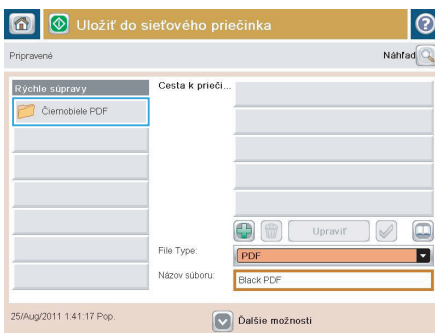 Uložiť do sieťového priečinka
Pripravené
Náhľad
Rýchle súpravy
Cesta k prieči...
Čiernobiele PDF
Upraviť
File Type:
PDF
Názov súboru:
Black PDF
25/Aug/2011 1:41:17 Pop.
Ďalšie možnosti